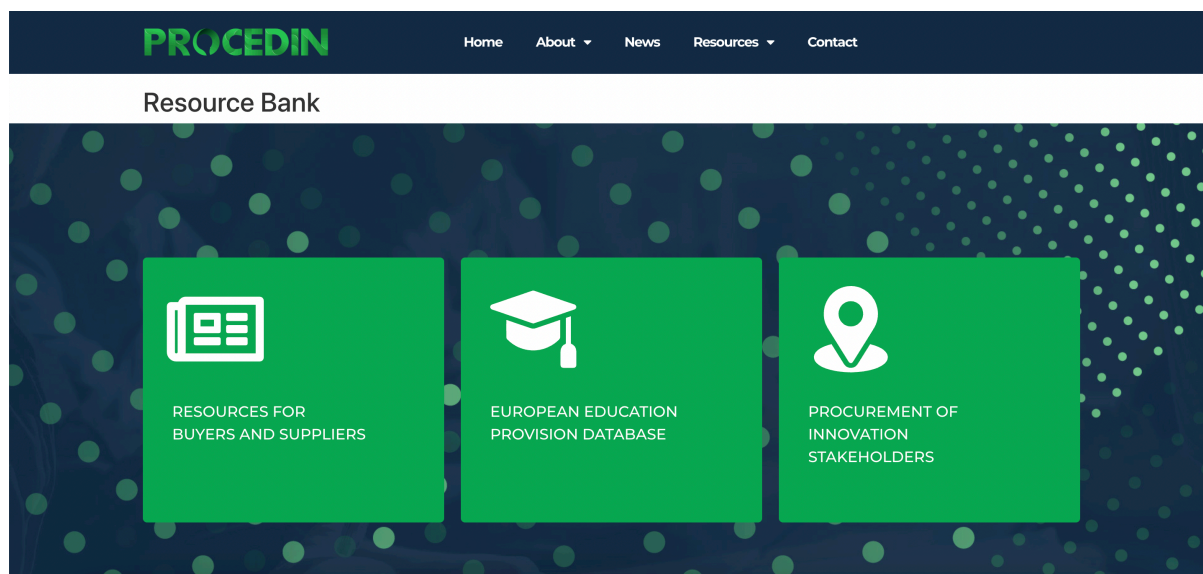 PROCEDIN
Home About News Resources Contact
Resource Bank
RESOURCES FOR
BUYERS AND SUPPLIERS
EUROPEAN EDUCATION
PROVISION DATABASE
PROCUREMENT OF
INNOVATION
STAKEHOLDERS